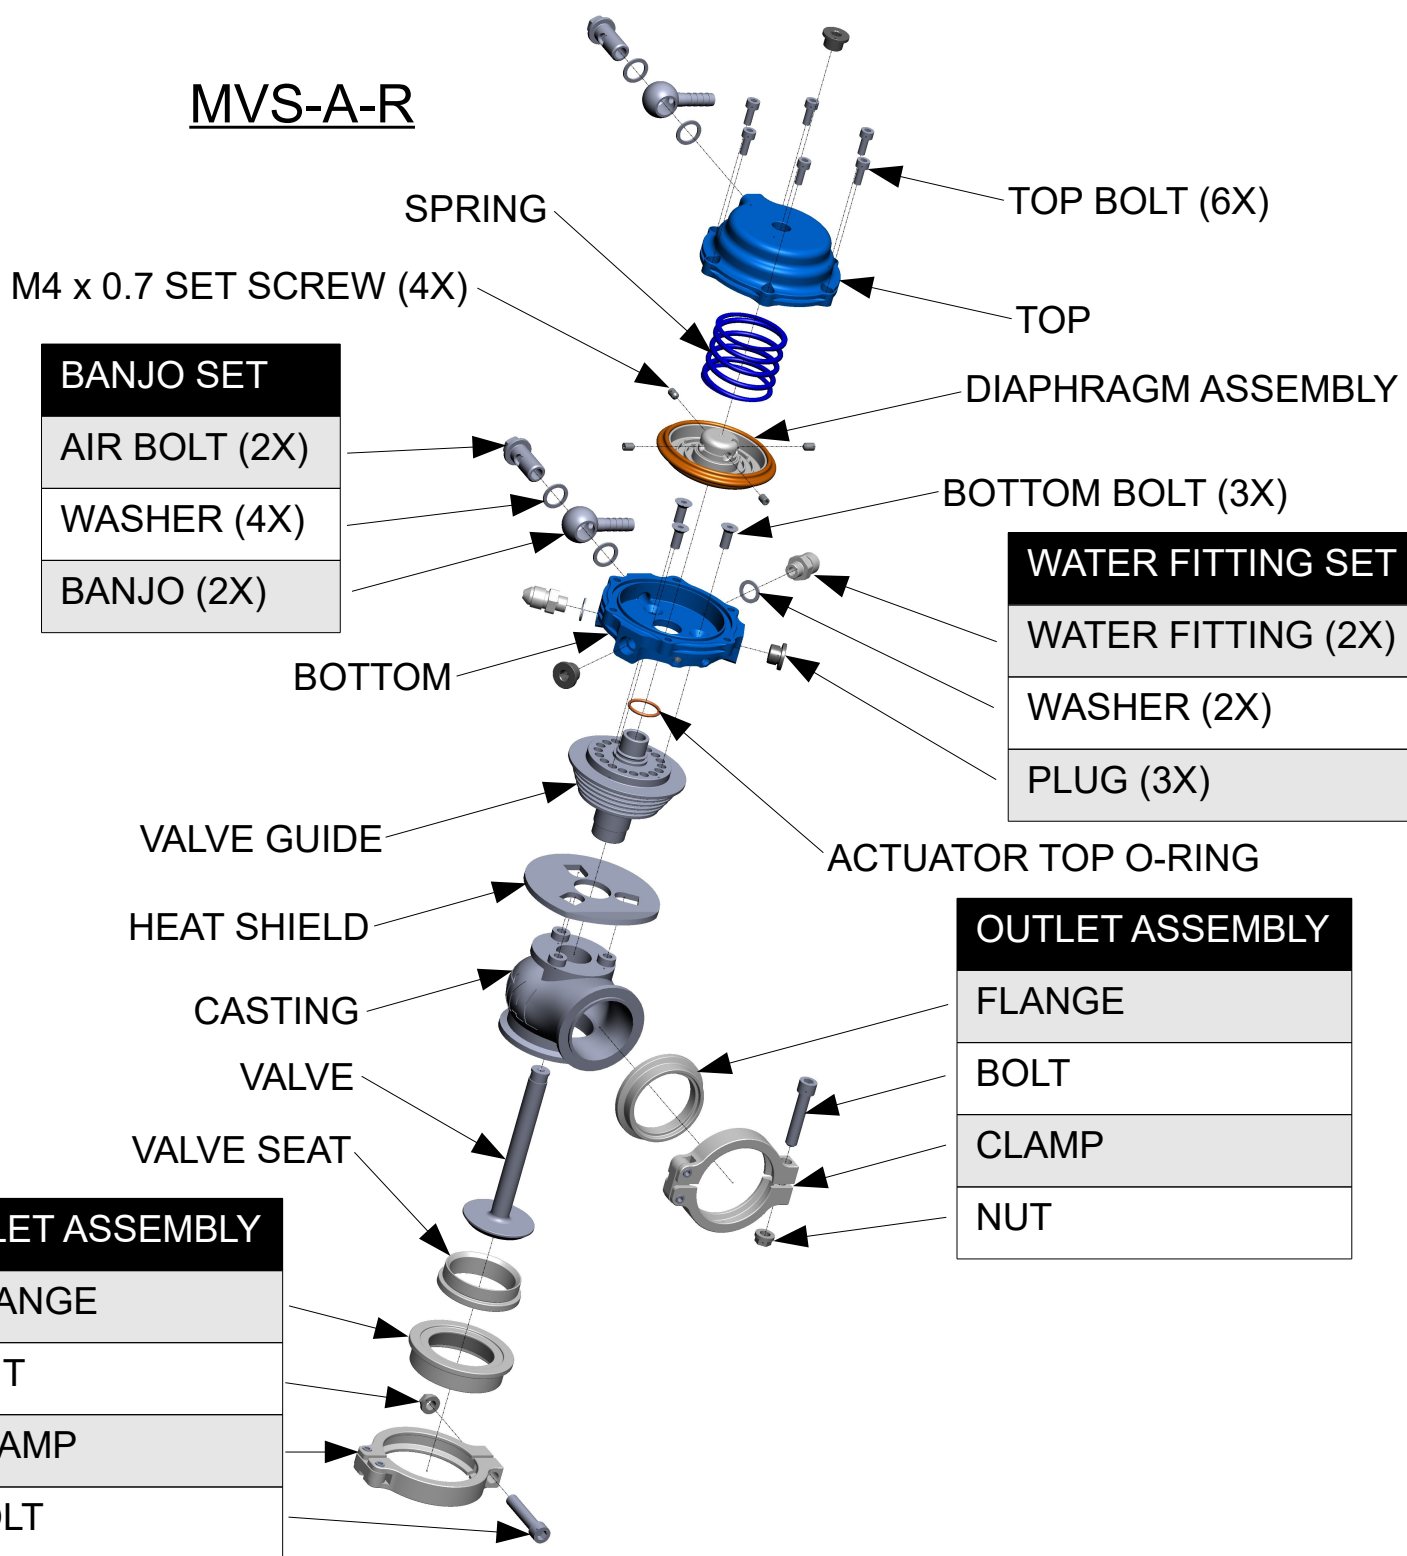 MVS-A-R
SPRING
TOP BOLT (6X)
M4 x 0.7 SET SCREW (4X)
TOP
BANJO SET
AIR BOLT (2X)
WASHER (4X)
BANJO (2X)
DIAPHRAGM ASSEMBLY
BOTTOM BOLT (3X)
WATER FITTING SET
WATER FITTING (2X)
WASHER (2X)
PLUG (3X)
BOTTOM
VALVE GUIDE
ACTUATOR TOP O-RING
HEAT SHIELD
CASTING
OUTLET ASSEMBLY
FLANGE
BOLT
CLAMP
NUT
VALVE
VALVE SEAT
LET ASSEMBLY
ANGE
T
AMP
OLT